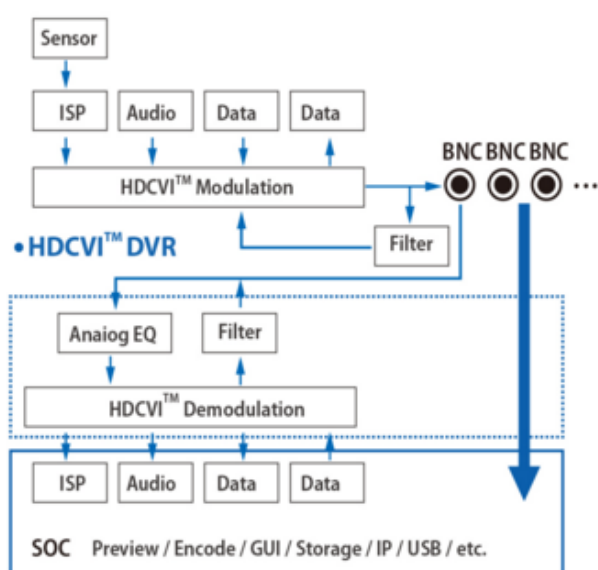 Sensor
ISP Audio Data Data
BNC BNC BNC
HDCVI™ Modulation
...
Filter
•HDCVI™ DVR
Anaiog EQ Filter
HDCVI™ Demodulation
ISP Audio Data Data
SOC Preview / Encode / GUI / Storage / IP / USB / etc.